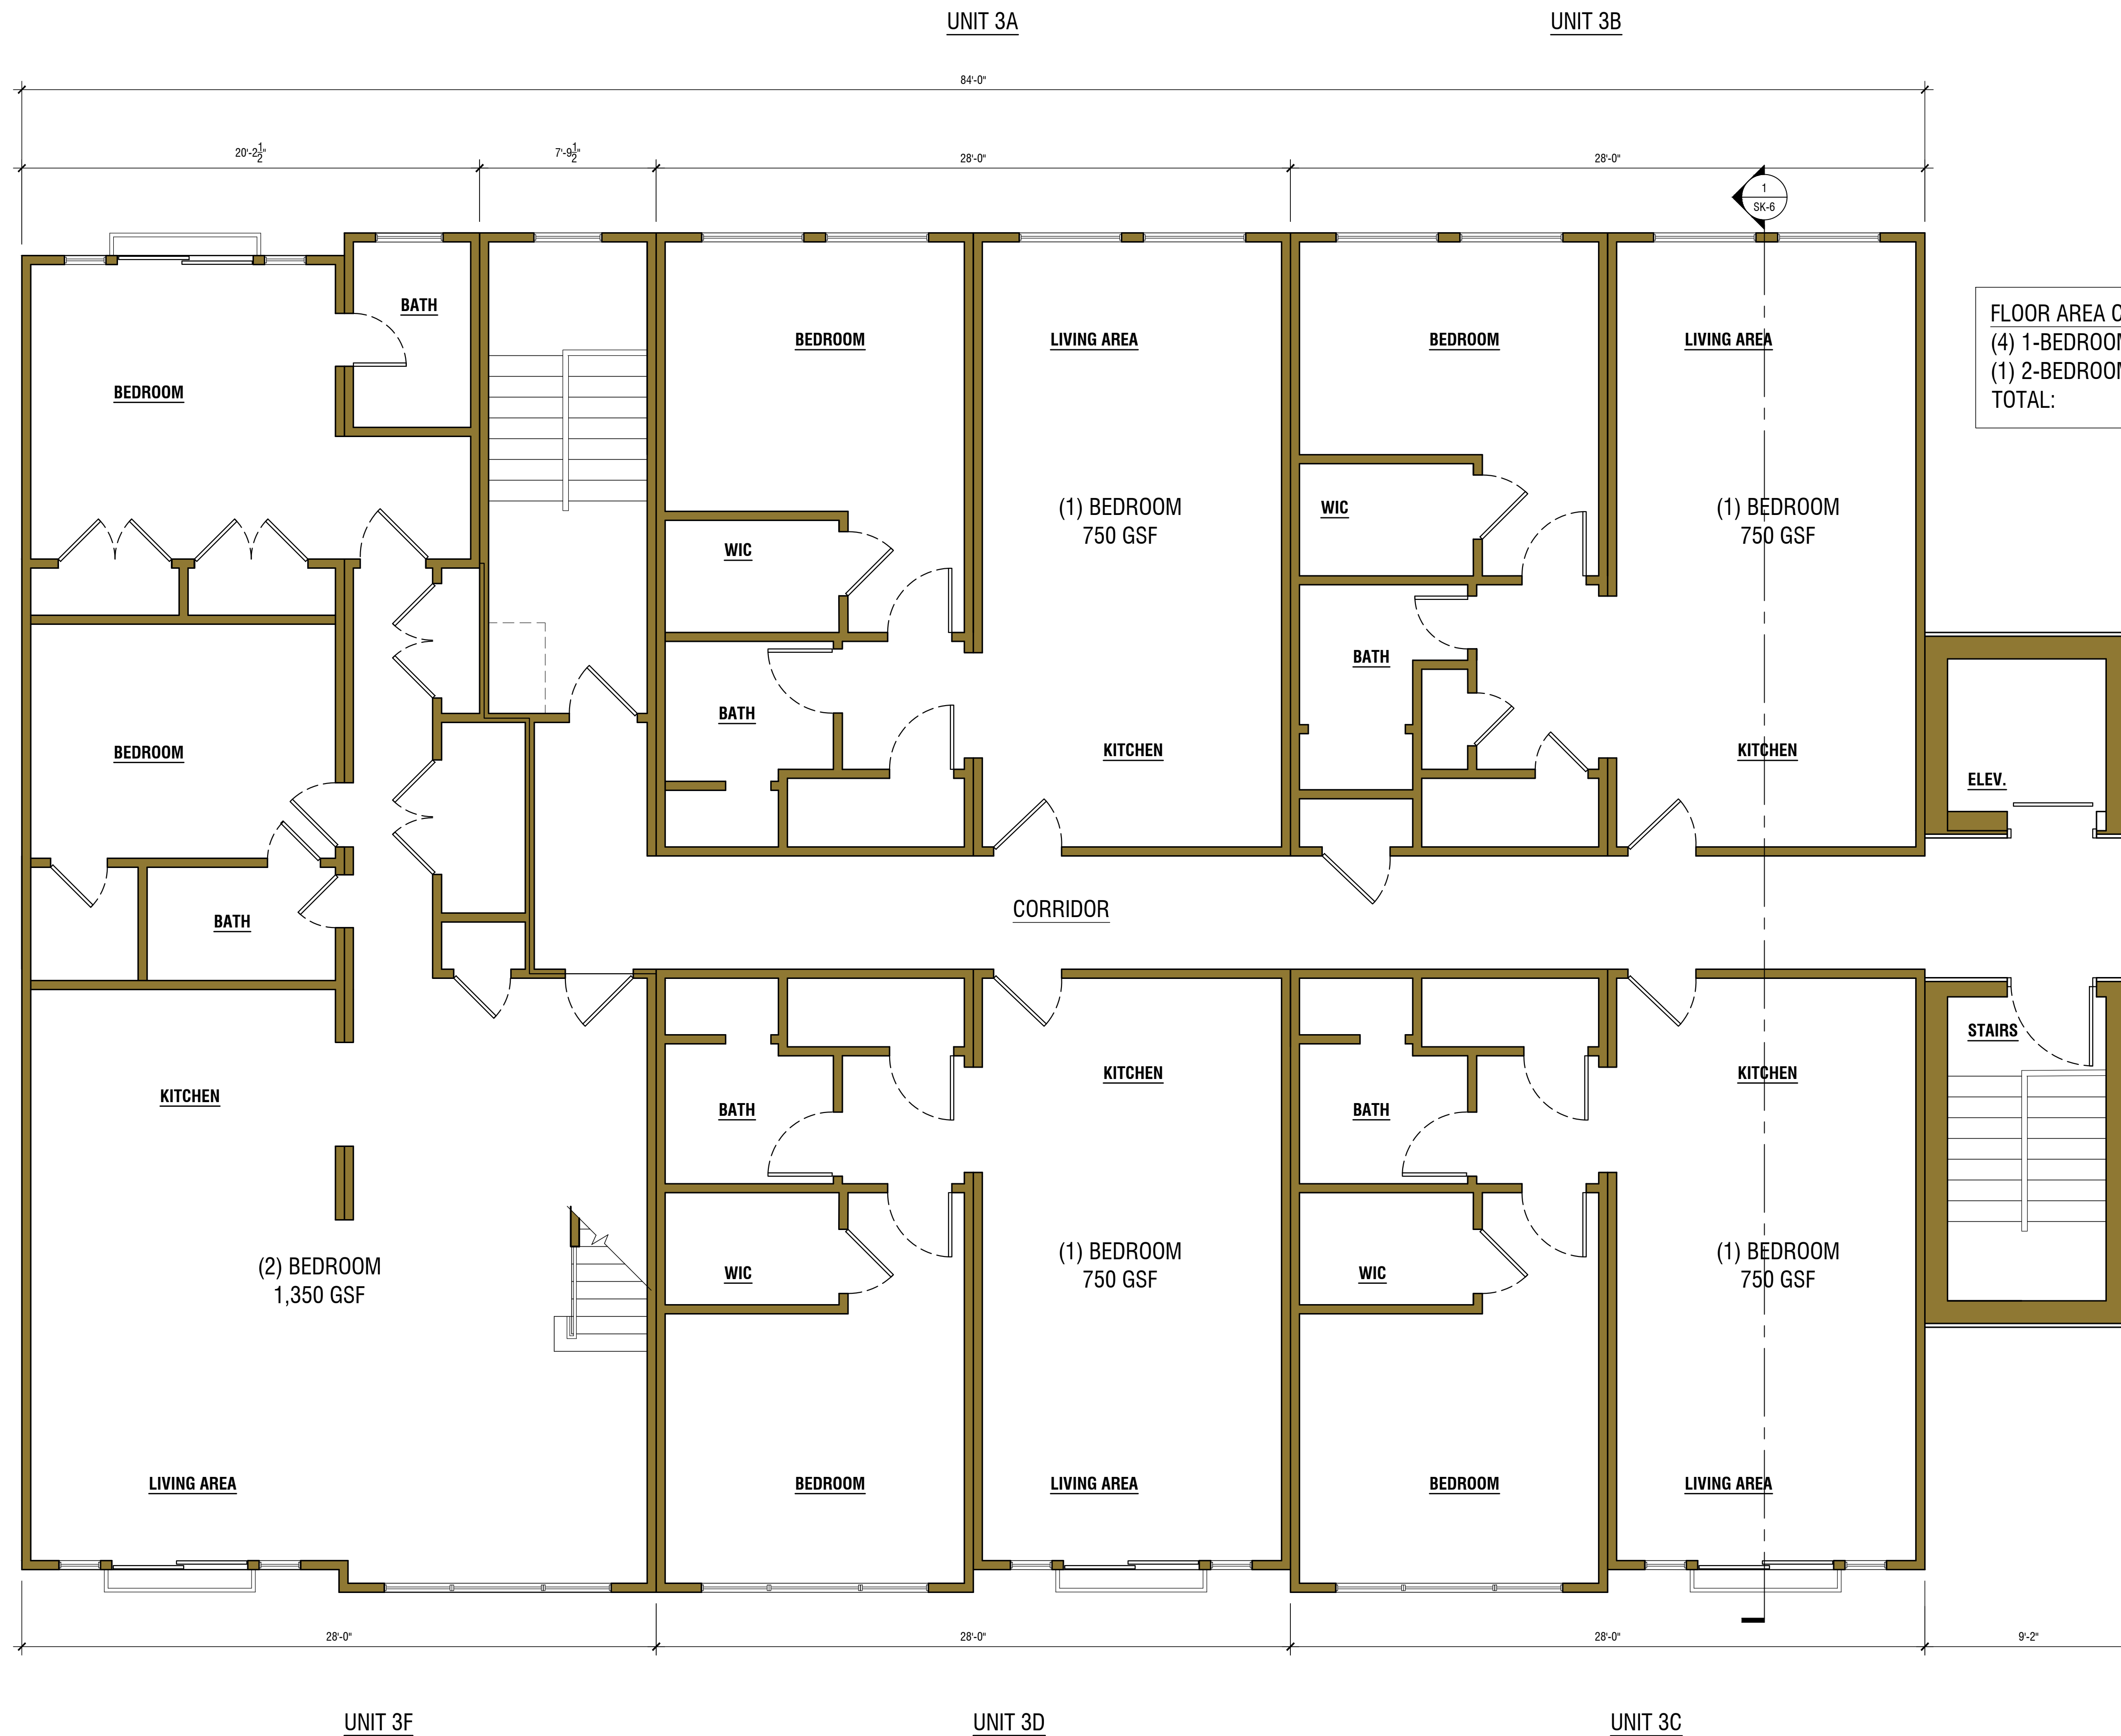 UNIT 3A
UNIT 3B
84'-0"
20'-2 1/2"
7'-9 1/2"
28'-0"
28'-0"
1
SK-6
BATH
BEDROOM
BEDROOM
LIVING AREA
BEDROOM
LIVING AREA
FLOOR AREA C
(4) 1-BEDROOM
(1) 2-BEDROOM
TOTAL:
(1) BEDROOM
750 GSF
(1) BEDROOM
750 GSF
WIC
WIC
BATH
BATH
BEDROOM
KITCHEN
KITCHEN
ELEV.
BATH
CORRIDOR
STAIRS
KITCHEN
KITCHEN
KITCHEN
BATH
BATH
(2) BEDROOM
1,350 GSF
WIC
(1) BEDROOM
750 GSF
WIC
(1) BEDROOM
750 GSF
LIVING AREA
BEDROOM
LIVING AREA
BEDROOM
LIVING AREA
28'-0"
28'-0"
28'-0"
9'-2"
UNIT 3F
UNIT 3D
UNIT 3C